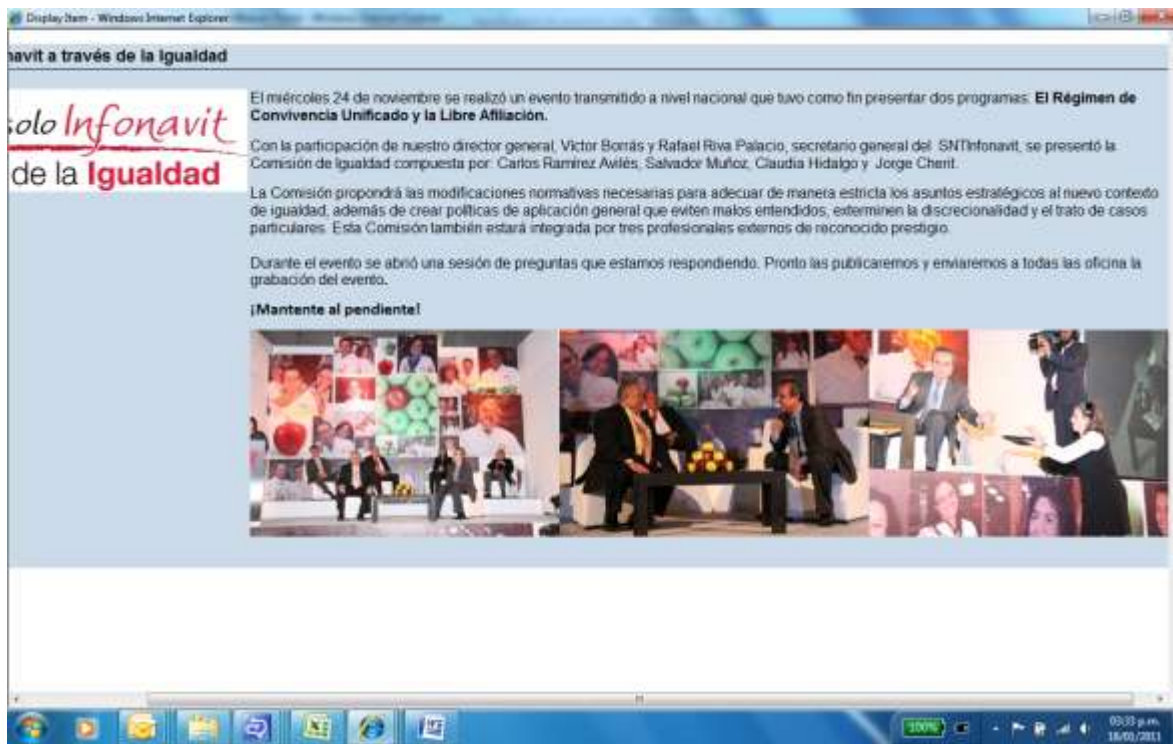 Display Item - Windows Internet Explorer
navit a través de la Igualdad
solo Infonavit
de la Igualdad
El miércoles 24 de noviembre se realizó un evento transmitido a nivel nacional que tuvo como fin presentar dos programas: El Régimen de
Convivencia Unificado y la Libre Afiliación.
Con la participación de nuestro director general, Víctor Borrás y Rafael Riva Palacio, secretario general del SNTInfonavit, se presentó la
Comisión de Igualdad compuesta por: Carlos Ramírez Avilés, Salvador Muñoz, Claudia Hidalgo y Jorge Cherit.
La Comisión propondrá las modificaciones normativas necesarias para adecuar de manera estricta los asuntos estratégicos al nuevo contexto
de igualdad, además de crear políticas de aplicación general que eviten malos entendidos, exterminen la discrecionalidad y el trato de casos
particulares. Esta Comisión también estará integrada por tres profesionales externos de reconocido prestigio.
Durante el evento se abrió una sesión de preguntas que estamos respondiendo. Pronto las publicaremos y enviaremos a todas las oficina la
grabación del evento.
¡Mantente al pendiente!
100%
03:33 p.m.
18/01/2011